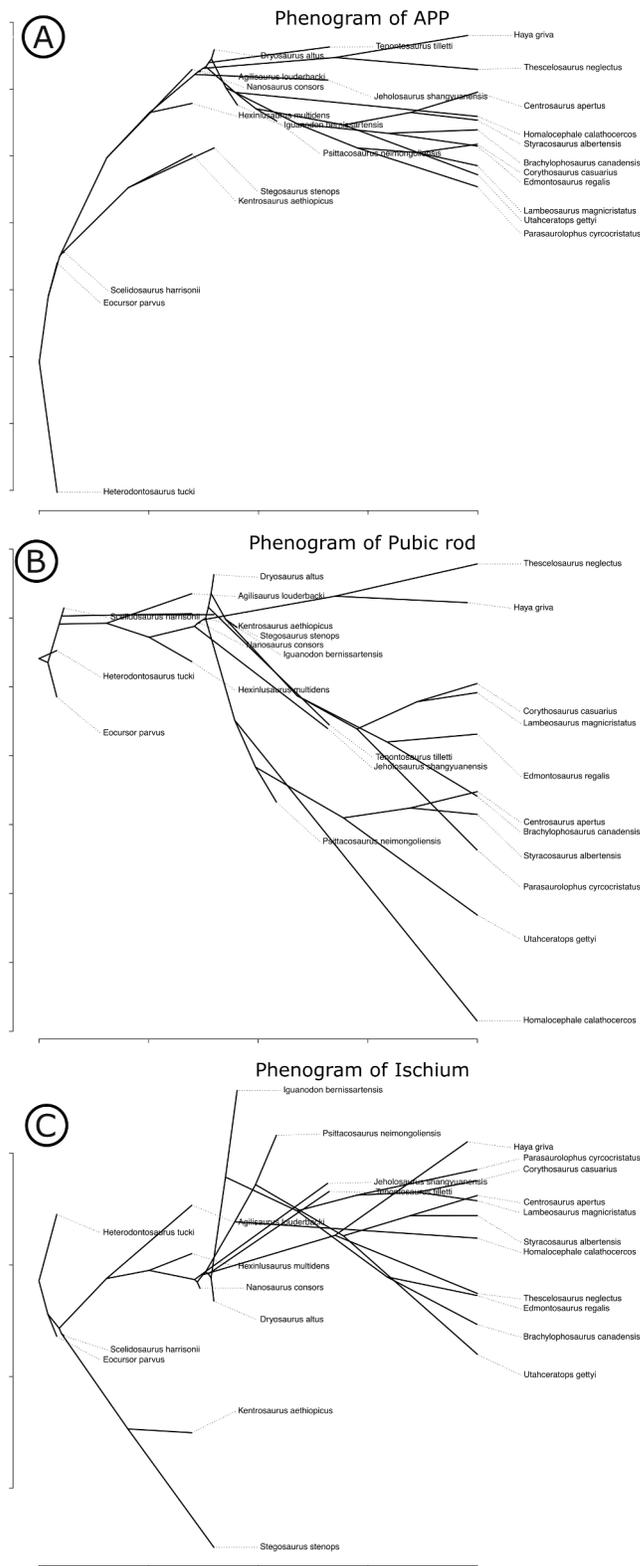 A
Phenogram of APP
Haya griva
Tenontosaurus tilletti
Dryosaurus altus
Thescelosaurus neglectus
Agilisaurus louderbacki
Nanosaurus consors
Jeholosaurus shangyuanensis
Centrosaurus apertus
Hexinlusaurus multidens
Iguanodon bernissartensis
Homalocephale calathocercos
Styracosaurus albertensis
Psittacosaurus neimongoliensis
Brachylophosaurus canadensis
Corythosaurus casuarius
Edmontosaurus regalis
Stegosaurus stenops
Kentrosaurus aethiopicus
Lambeosaurus magnicristatus
Utahceratops gettyi
Parasaurolophus cyrcocristatus
Scelidosaurus harrisonii
Eocursor parvus
Heterodontosaurus tucki
B
Phenogram of Pubic rod
Thescelosaurus neglectus
Dryosaurus altus
Agilisaurus louderbacki
Haya griva
Scelidosaurus harrisonii
Kentrosaurus aethiopicus
Stegosaurus stenops
Nanosaurus consors
Iguanodon bernissartensis
Heterodontosaurus tucki
Hexinlusaurus multidens
Corythosaurus casuarius
Lambeosaurus magnicristatus
Eocursor parvus
Tenontosaurus tilletti
Jeholosaurus shangyuanensis
Edmontosaurus regalis
Centrosaurus apertus
Brachylophosaurus canadensis
Psittacosaurus neimongoliensis
Styracosaurus albertensis
Parasaurolophus cyrcocristatus
Utahceratops gettyi
Homalocephale calathocercos
Phenogram of Ischium
C
Iguanodon bernissartensis
Psittacosaurus neimongoliensis
Haya griva
Parasaurolophus cyrcocristatus
Corythosaurus casuarius
Jeholosaurus shangyuanensis
Tenontosaurus tilletti
Centrosaurus apertus
Lambeosaurus magnicristatus
Agilisaurus louderbacki
Heterodontosaurus tucki
Styracosaurus albertensis
Homalocephale calathocercos
Hexinlusaurus multidens
Nanosaurus consors
Thescelosaurus neglectus
Edmontosaurus regalis
Dryosaurus altus
Brachylophosaurus canadensis
Scelidosaurus harrisonii
Eocursor parvus
Utahceratops gettyi
Kentrosaurus aethiopicus
Stegosaurus stenops